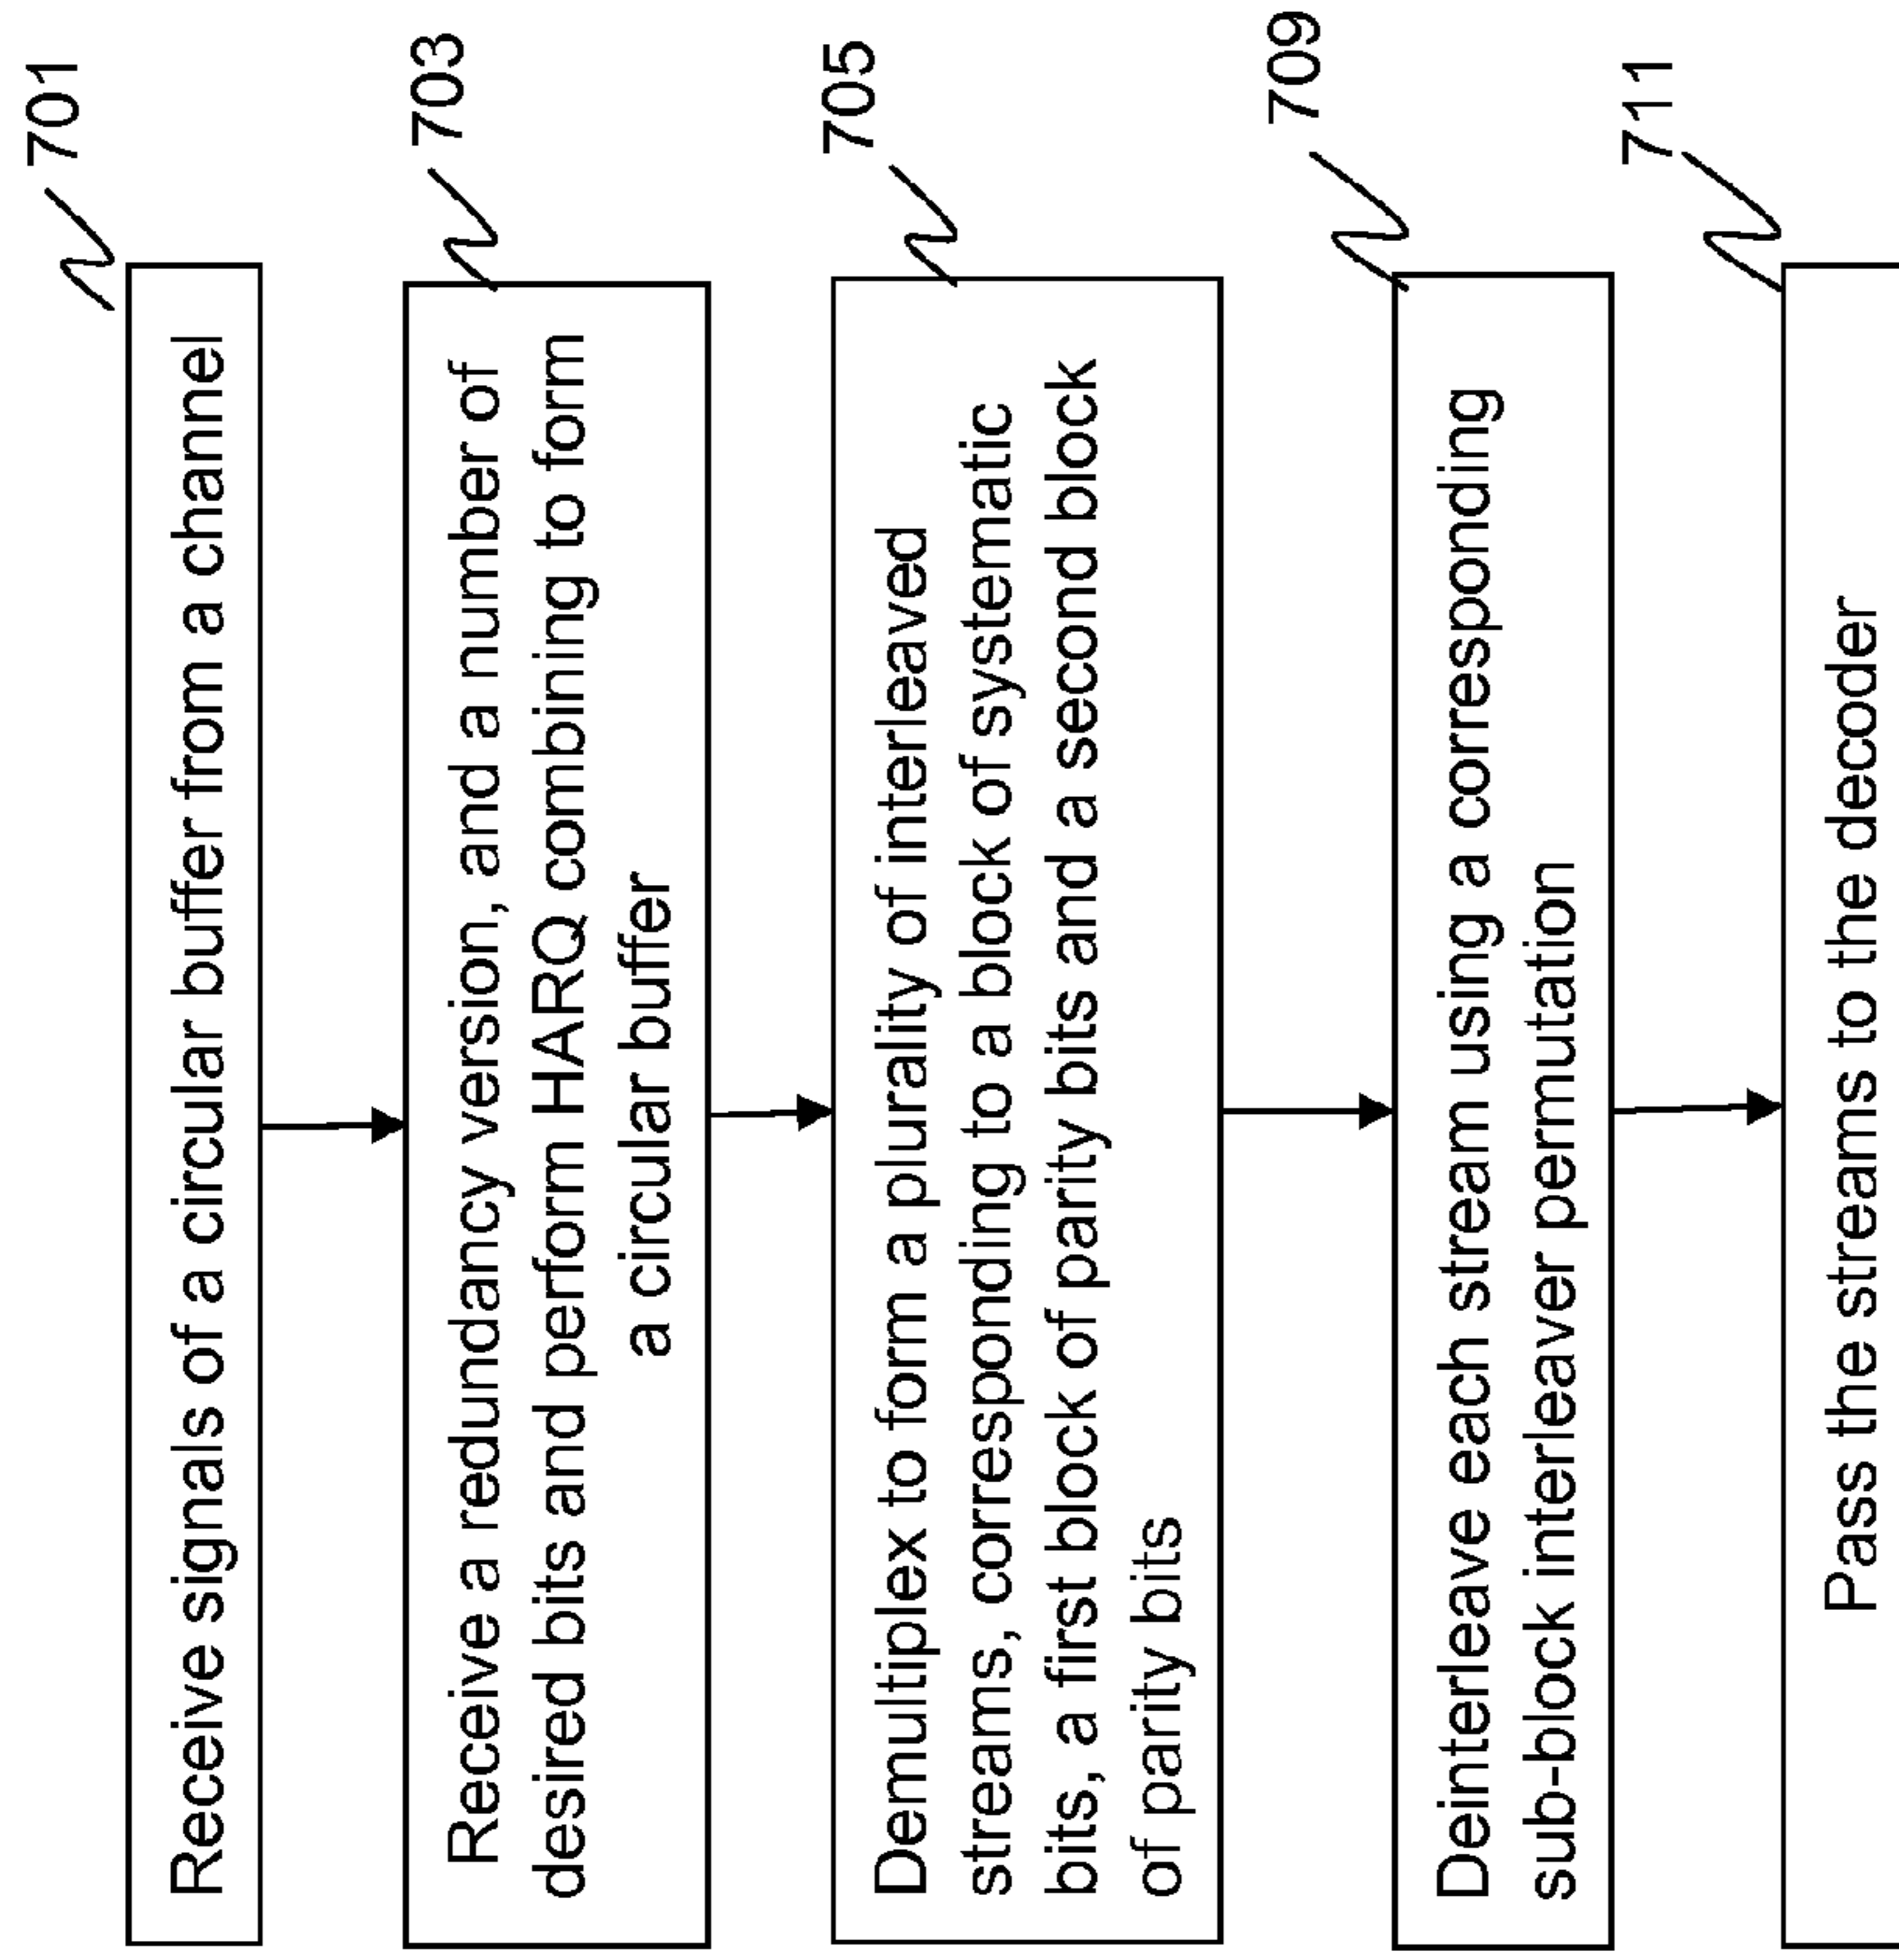 701
Receive signals of a circular buffer from a channel
703
Receive a redundancy version, and a number of
desired bits and perform HARQ combining to form
a circular buffer
705
Demultiplex to form a plurality of interleaved
streams, corresponding to a block of systematic
bits, a first block of parity bits and a second block
of parity bits
709
Deinterleave each stream using a corresponding
sub-block interleaver permutation
711
Pass the streams to the decoder